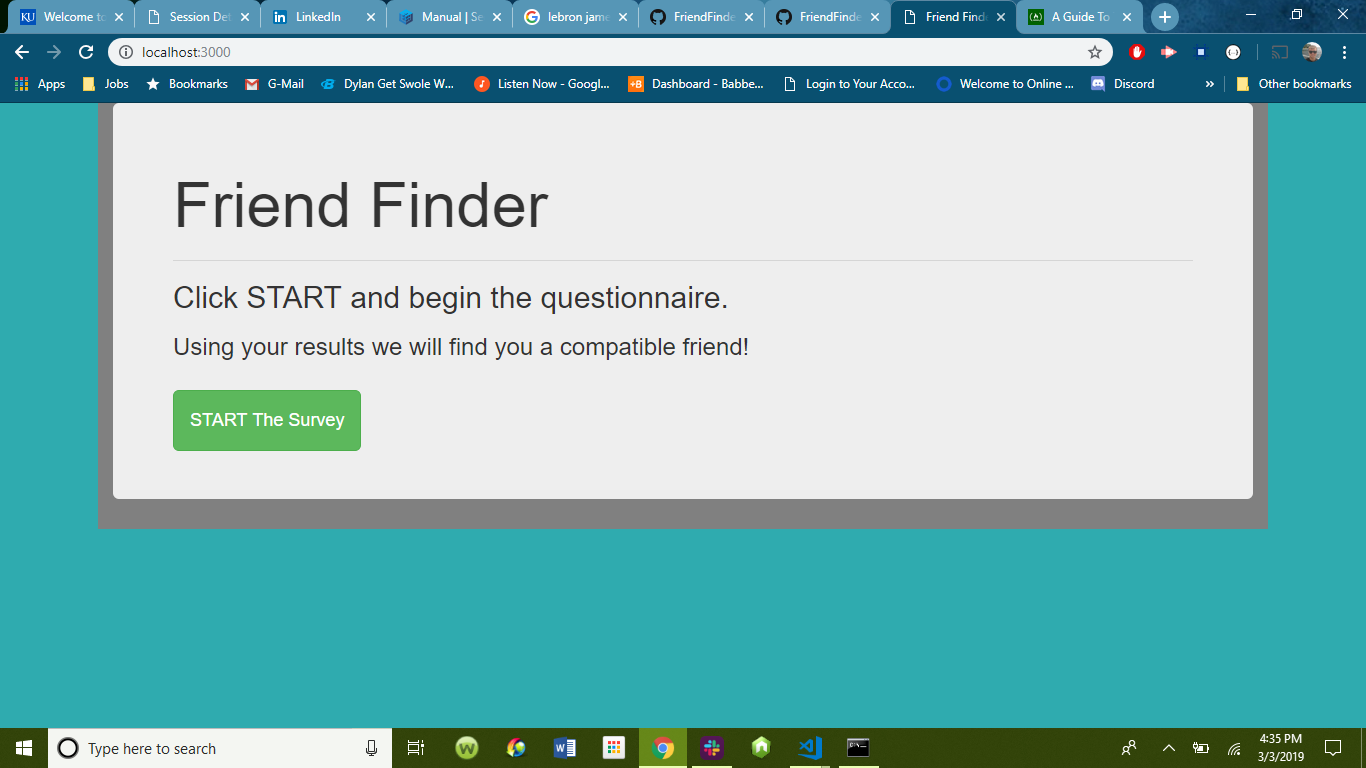 KU Welcome to
Session Det
in LinkedIn
Manual | Se
lebron jame
FriendFinde
FriendFinde
Friend Finde
A Guide To
localhost:3000
Apps
Jobs
Bookmarks
G-Mail
Dylan Get Swole W...
Listen Now - Googl...
+B Dashboard - Babbe...
Login to Your Acco...
Welcome to Online ...
Discord
»
Other bookmarks
Friend Finder
Click START and begin the questionnaire.
Using your results we will find you a compatible friend!
START The Survey
Type here to search
4:35 PM
3/3/2019